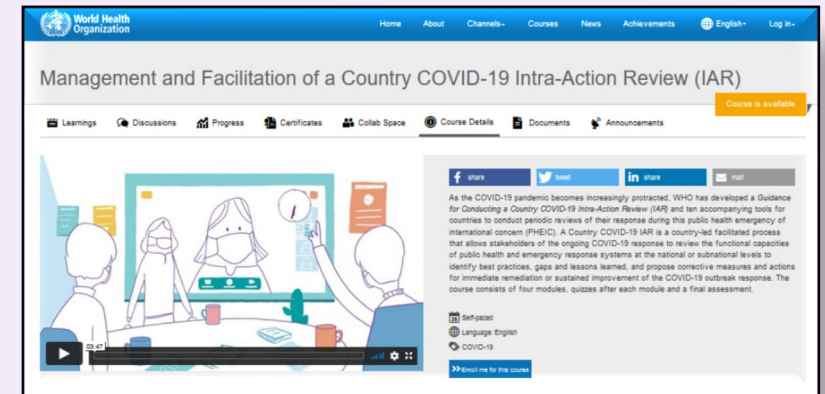 World Health
Organization
Home About Channels Courses News Achievements English Log in
Management and Facilitation of a Country COVID-19 Intra-Action Review (IAR)
Course is available
Learnings Discussions Progress Certificates Collab Space Course Details Documents Announcements
share tweet share mail
As the COVID-19 pandemic becomes increasingly protracted, WHO has developed a Guidance
for Conducting a Country COVID-19 Intra-Action Review (IAR) and ten accompanying tools for
countries to conduct periodic reviews of their response during this public health emergency of
international concern (PHEIC). A Country COVID-19 IAR is a country-led facilitated process
that allows stakeholders of the ongoing COVID-19 response to review the functional capacities
of public health and emergency response systems at the national or subnational levels to
identify best practices, gaps and lessons learned, and propose corrective measures and actions
for immediate remediation or sustained improvement of the COVID-19 outbreak response. The
course consists of four modules, quizzes after each module and a final assessment.
Self-paced
Language: English
COVID-19
03:47
Enroll me for this course